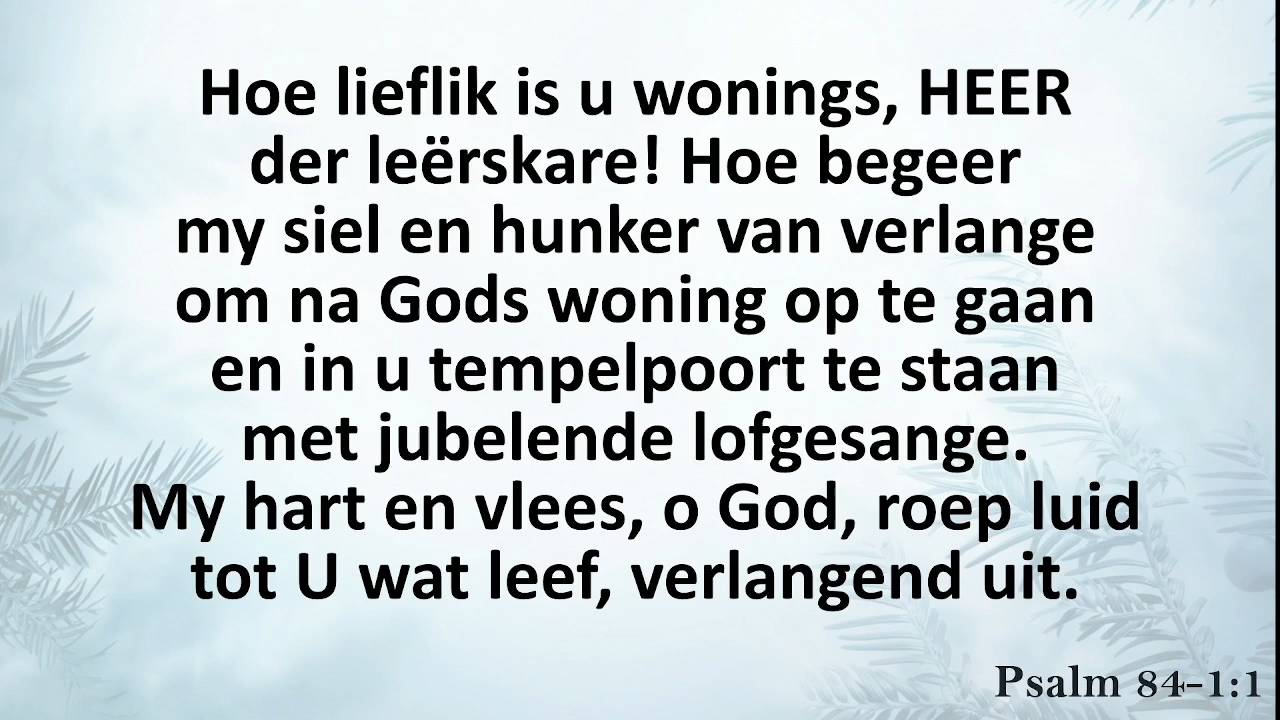 Hoe lieflik is u wonings, HEER
der leërskare! Hoe begeer
my siel en hunker van verlange
om na Gods woning op te gaan
en in u tempelpoort te staan
met jubelende lofgesange.
My hart en vlees, o God, roep luid
tot U wat leef, verlangend uit.
Psalm 84-1:1